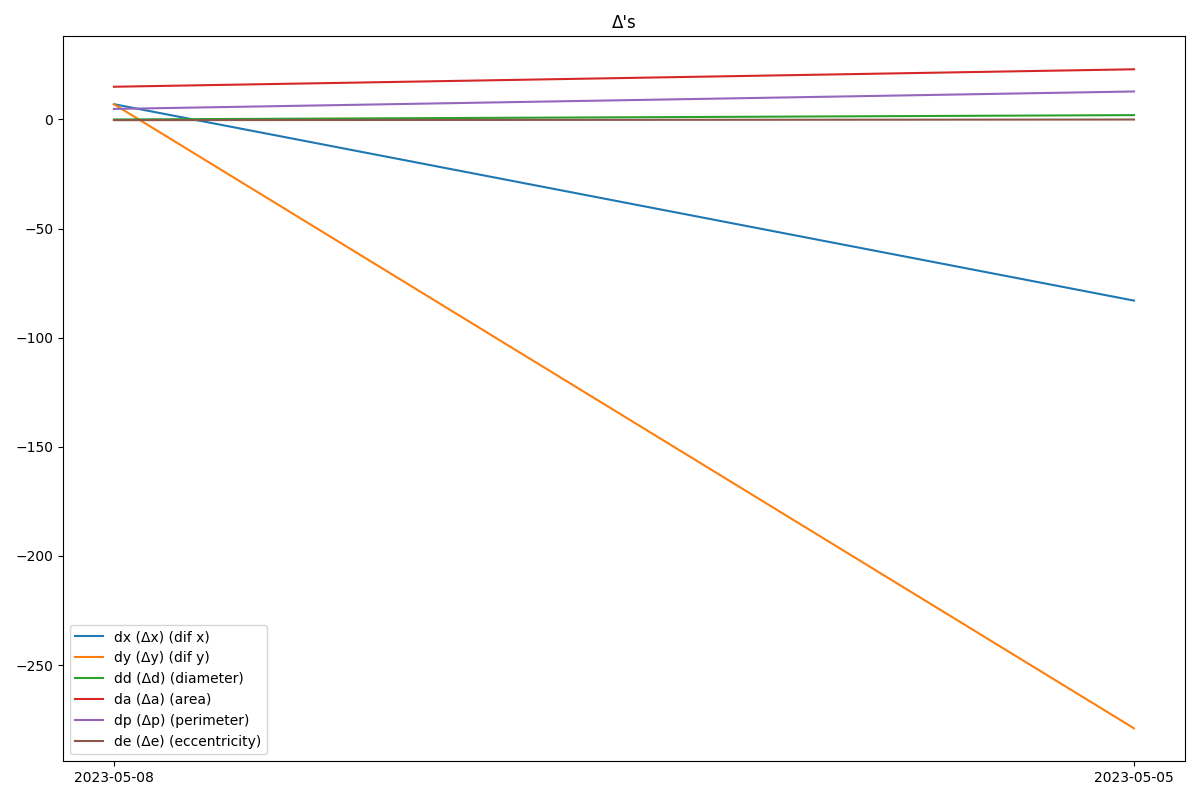 Δ's
0
−50
−100
−150
−200
−250
dx (Δx) (dif x)
dy (Δy) (dif y)
dd (Δd) (diameter)
da (Δa) (area)
dp (Δp) (perimeter)
de (Δe) (eccentricity)
2023-05-08
2023-05-05